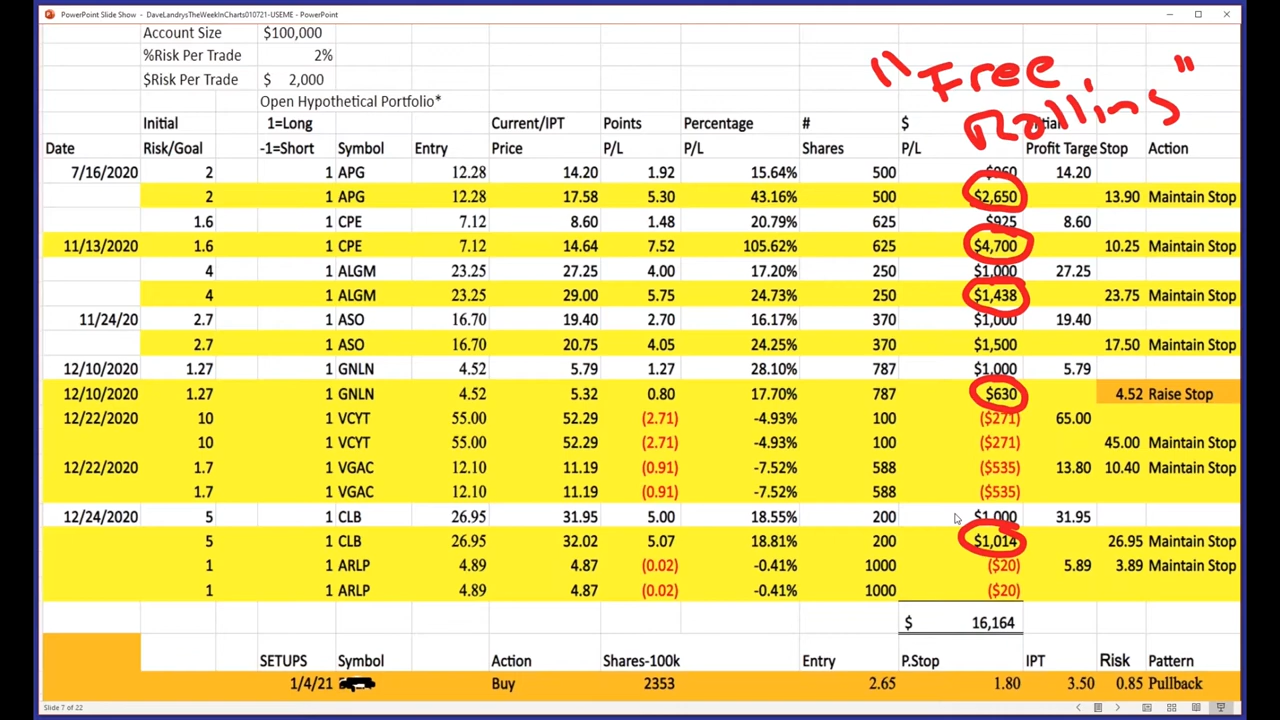 PowerPoint Slide Show - DaveLandrysTheWeekInCharts010721-USEME - PowerPoint
Account Size $100,000
%Risk Per Trade 2%
$Risk Per Trade $ 2,000
"Free Rollins"
Open Hypothetical Portfolio*
Initial 1=Long Current/IPT Points Percentage # $
Date Risk/Goal -1=Short Symbol Entry Price P/L P/L Shares P/L Profit Targe Stop Action
7/16/2020 2 1 APG 12.28 14.20 1.92 15.64% 500 $960 14.20
2 1 APG 12.28 17.58 5.30 43.16% 500 $2,650 13.90 Maintain Stop
1.6 1 CPE 7.12 8.60 1.48 20.79% 625 $925 8.60
11/13/2020 1.6 1 CPE 7.12 14.64 7.52 105.62% 625 $4,700 10.25 Maintain Stop
4 1 ALGM 23.25 27.25 4.00 17.20% 250 $1,000 27.25
4 1 ALGM 23.25 29.00 5.75 24.73% 250 $1,438 23.75 Maintain Stop
11/24/20 2.7 1 ASO 16.70 19.40 2.70 16.17% 370 $1,000 19.40
2.7 1 ASO 16.70 20.75 4.05 24.25% 370 $1,500 17.50 Maintain Stop
12/10/2020 1.27 1 GNLN 4.52 5.79 1.27 28.10% 787 $1,000 5.79
12/10/2020 1.27 1 GNLN 4.52 5.32 0.80 17.70% 787 $630 4.52 Raise Stop
12/22/2020 10 1 VCYT 55.00 52.29 (2.71) -4.93% 100 ($271) 65.00
10 1 VCYT 55.00 52.29 (2.71) -4.93% 100 ($271) 45.00 Maintain Stop
12/22/2020 1.7 1 VGAC 12.10 11.19 (0.91) -7.52% 588 ($535) 13.80 10.40 Maintain Stop
1.7 1 VGAC 12.10 11.19 (0.91) -7.52% 588 ($535)
12/24/2020 5 1 CLB 26.95 31.95 5.00 18.55% 200 $1,000 31.95
5 1 CLB 26.95 32.02 5.07 18.81% 200 $1,014 26.95 Maintain Stop
1 1 ARLP 4.89 4.87 (0.02) -0.41% 1000 ($20) 5.89 3.89 Maintain Stop
1 1 ARLP 4.89 4.87 (0.02) -0.41% 1000 ($20)
$ 16,164
SETUPS Symbol Action Shares-100k Entry P.Stop IPT Risk Pattern
1/4/21 Buy 2353 2.65 1.80 3.50 0.85 Pullback
Slide 7 of 22